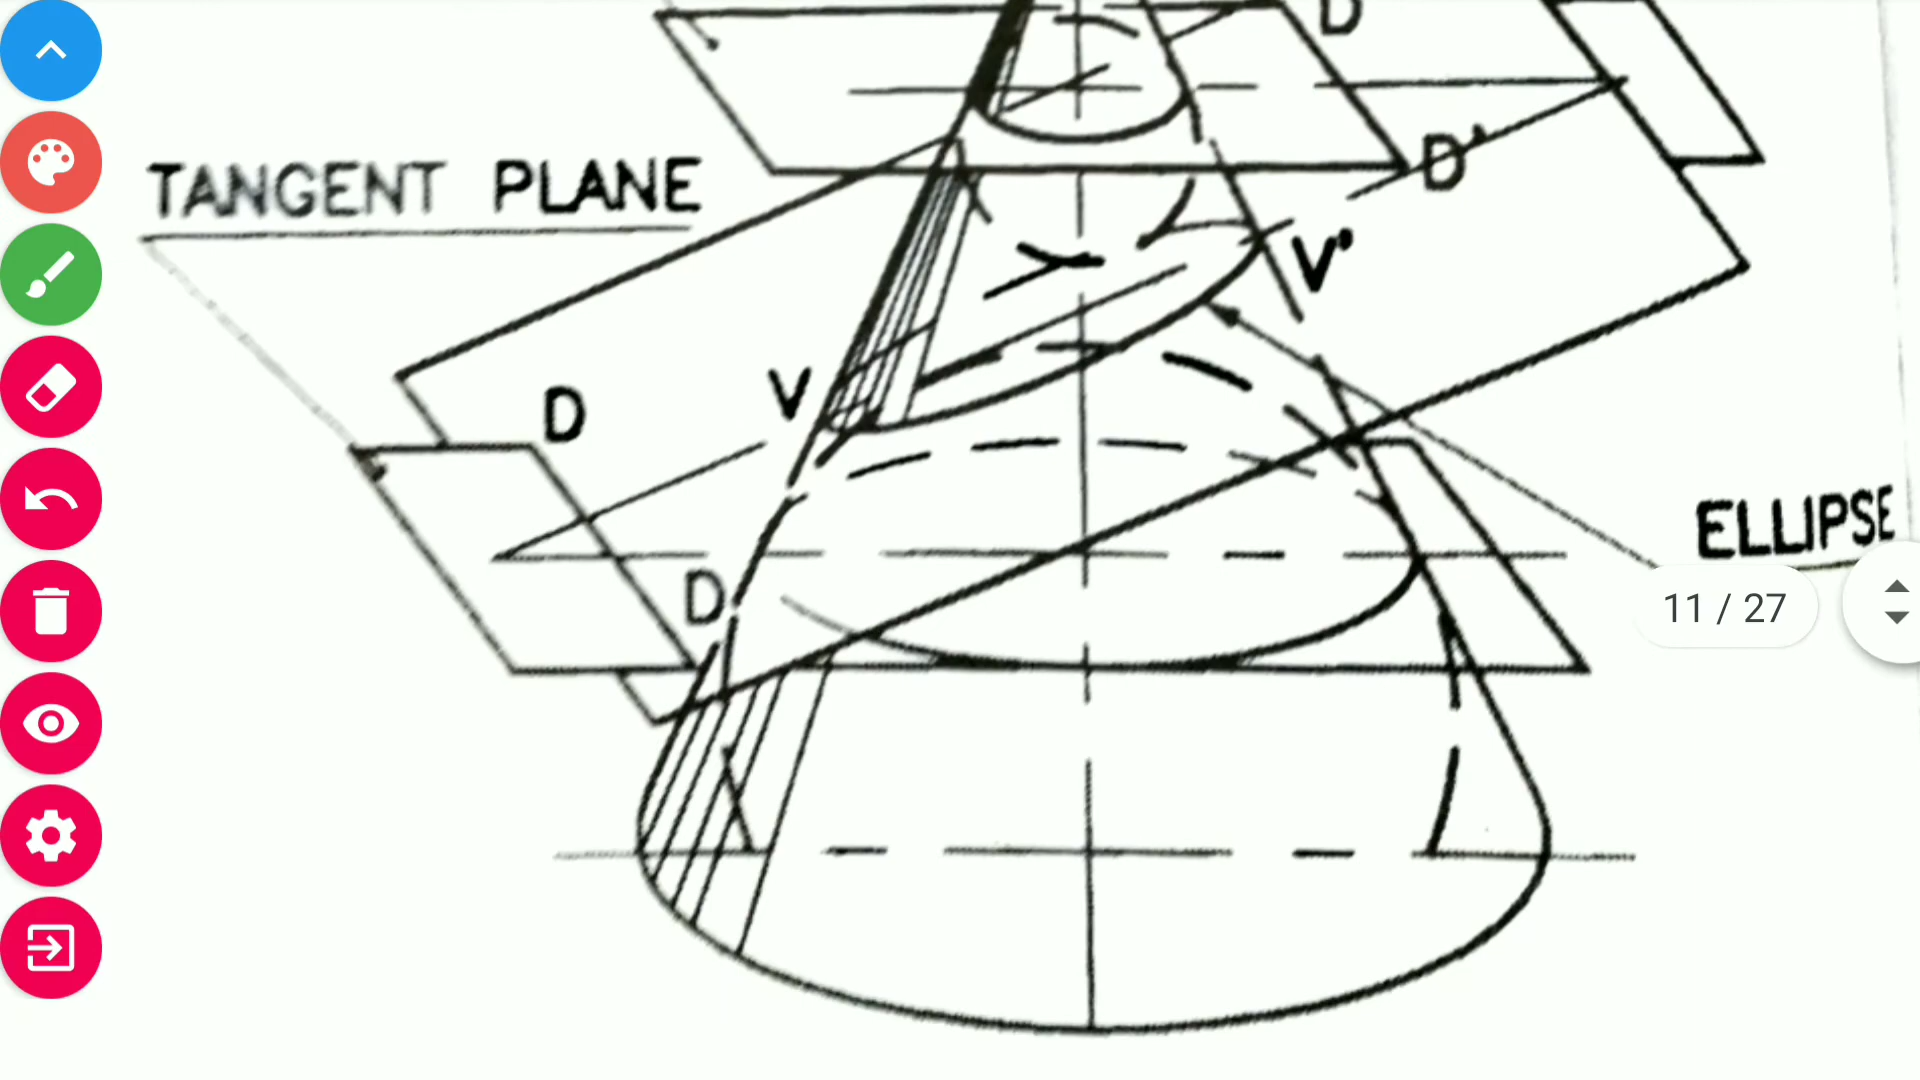 D
D'
TANGENT PLANE
V'
V
D
ELLIPSE
D
11 / 27